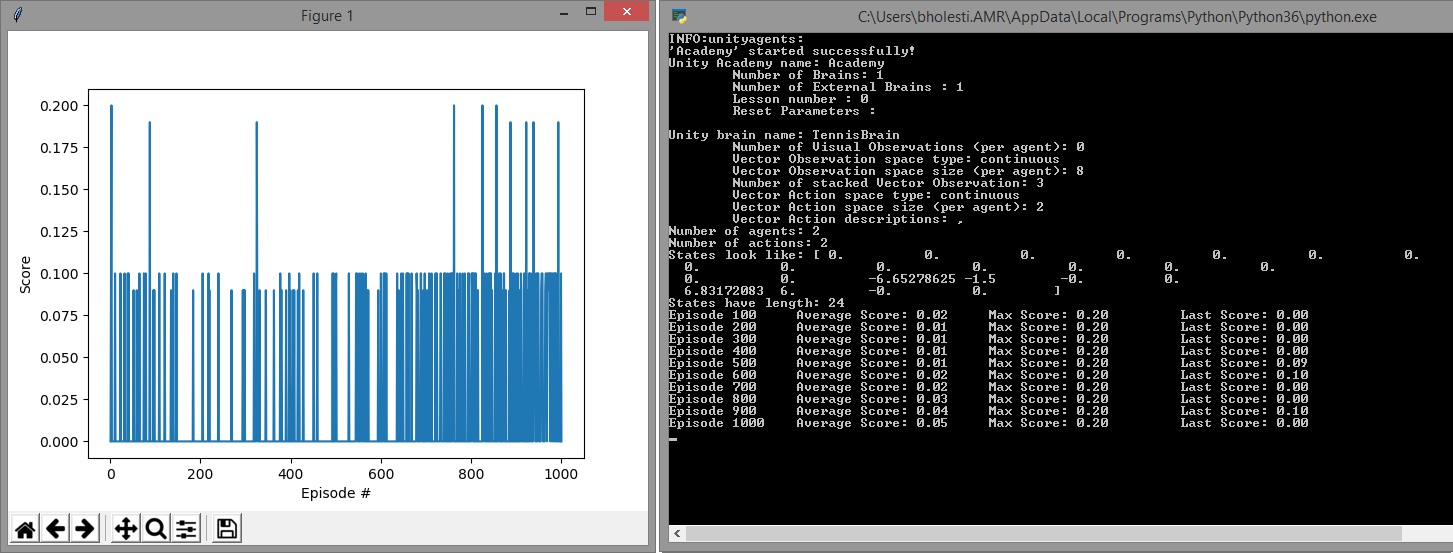 Figure 1
0.200
0.175
0.150
0.125
0.100
0.075
0.050
0.025
0.000
Score
0 200 400 600 800 1000
Episode #
C:\Users\bholesti.AMR\AppData\Local\Programs\Python\Python36\python.exe
INFO:unityagents:
'Academy' started successfully!
Unity Academy name: Academy
Number of Brains: 1
Number of External Brains : 1
Lesson number : 0
Reset Parameters :
Unity brain name: TennisBrain
Number of Visual Observations (per agent): 0
Vector Observation space type: continuous
Vector Observation space size (per agent): 8
Number of stacked Vector Observation: 3
Vector Action space type: continuous
Vector Action space size (per agent): 2
Vector Action descriptions: ,
Number of agents: 2
Number of actions: 2
States look like: [ 0. 0. 0. 0. 0. 0. 0.
0. 0. 0. 0. 0. 0. 0.
0. 0. -6.65278625 -1.5 -0. 0.
6.83172083 6. -0. 0. ]
States have length: 24
Episode 100 Average Score: 0.02 Max Score: 0.20 Last Score: 0.00
Episode 200 Average Score: 0.01 Max Score: 0.20 Last Score: 0.00
Episode 300 Average Score: 0.01 Max Score: 0.20 Last Score: 0.00
Episode 400 Average Score: 0.01 Max Score: 0.20 Last Score: 0.00
Episode 500 Average Score: 0.01 Max Score: 0.20 Last Score: 0.09
Episode 600 Average Score: 0.02 Max Score: 0.20 Last Score: 0.10
Episode 700 Average Score: 0.02 Max Score: 0.20 Last Score: 0.00
Episode 800 Average Score: 0.03 Max Score: 0.20 Last Score: 0.00
Episode 900 Average Score: 0.04 Max Score: 0.20 Last Score: 0.10
Episode 1000 Average Score: 0.05 Max Score: 0.20 Last Score: 0.00